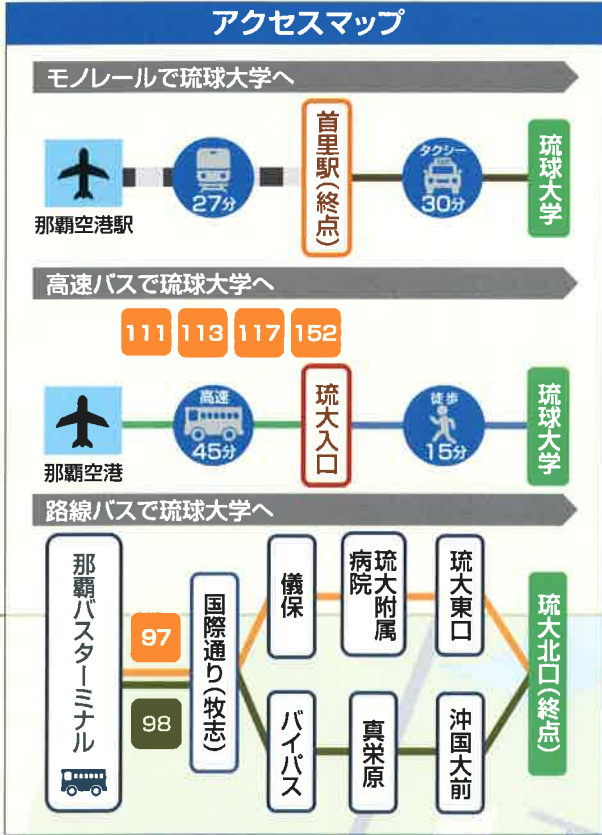 アクセスマップ
モノレールで琉球大学へ
那覇空港駅
27分
首里駅(終点)
タクシー
30分
琉球大学
高速バスで琉球大学へ
111 113 117 152
那覇空港
高速
45分
琉大入口
徒歩
15分
琉球大学
路線バスで琉球大学へ
那覇バスターミナル
97
98
国際通り(牧志)
儀保
琉大附属
病院
琉大東口
バイパス
真栄原
沖国大前
琉大北口(終点)